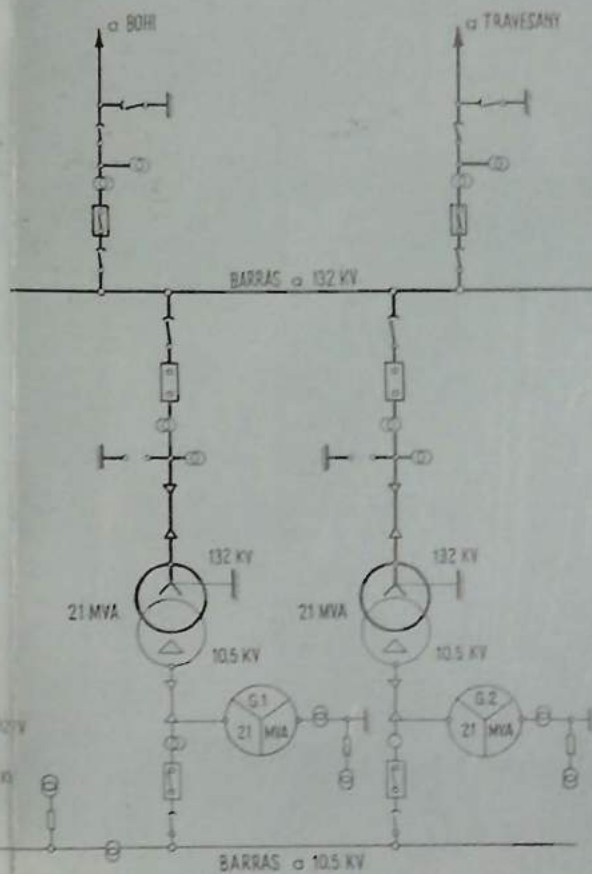 a BOHI
a TRAVESANY
BARRAS a 132 KV
132 KV
132 KV
21 MVA
21 MVA
10.5 KV
10.5 KV
G.1
21 MVA
G.2
21 MVA
BARRAS a 10.5 KV